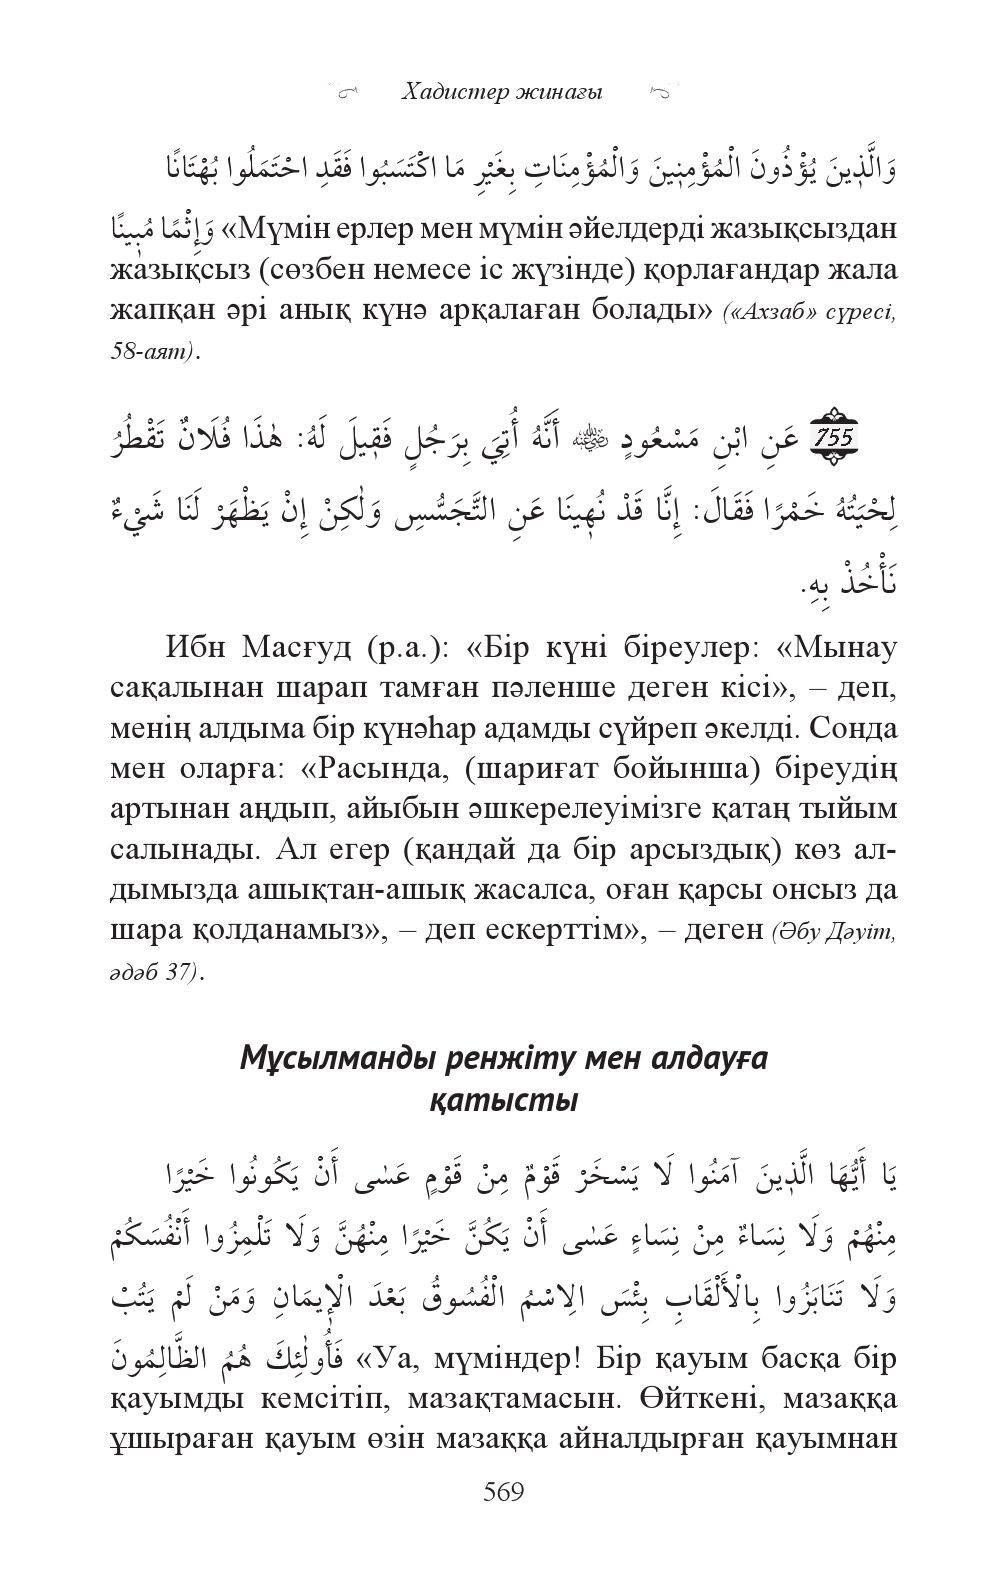 Хадистер жинағы
وَالَّذِينَ يُؤْذُونَ الْمُؤْمِنِينَ وَالْمُؤْمِنَاتِ بِغَيْرِ مَا اكْتَسَبُوا فَقَدِ احْتَمَلُوا بُهْتَانًا
وَإِثْمًا مُبِينًا «Мүмін ерлер мен мүмін әйелдерді жазықсыздан
жазықсыз (сөзбен немесе іс жүзінде) қорлағандар жала
жапқан әрі анық күнә арқалаған болады» («Ахзаб» сүресі,
58-аят).
755 عَنِ ابْنِ مَسْعُودٍ ﷺ أَنَّهُ أُتِيَ بِرَجُلٍ فَقِيلَ لَهُ: هٰذَا فُلَانٌ تَقْطُرُ
لِحْيَتُهُ خَمْرًا فَقَالَ: إِنَّا قَدْ نُهِينَا عَنِ التَّجَسُّسِ وَلٰكِنْ إِنْ يَظْهَرْ لَنَا شَيْءٌ
نَأْخُذْ بِهِ.
Ибн Масғуд (р.а.): «Бір күні біреулер: «Мынау
сақалынан шарап тамған пәленше деген кісі», – деп,
менің алдыма бір күнәһар адамды сүйреп әкелді. Сонда
мен оларға: «Расында, (шариғат бойынша) біреудің
артынан аңдып, айыбын әшкерелеуімізге қатаң тыйым
салынады. Ал егер (қандай да бір арсыздық) көз ал-
дымызда ашықтан-ашық жасалса, оған қарсы онсыз да
шара қолданамыз», – деп ескерттім», – деген (Әбу Дәуіт,
әдәб 37).
Мұсылманды ренжіту мен алдауға
қатысты
يَا أَيُّهَا الَّذِينَ آمَنُوا لَا يَسْخَرْ قَوْمٌ مِنْ قَوْمٍ عَسٰى أَنْ يَكُونُوا خَيْرًا
مِنْهُمْ وَلَا نِسَاءٌ مِنْ نِسَاءٍ عَسٰى أَنْ يَكُنَّ خَيْرًا مِنْهُنَّ وَلَا تَلْمِزُوا أَنْفُسَكُمْ
وَلَا تَنَابَزُوا بِالْأَلْقَابِ بِئْسَ الِاسْمُ الْفُسُوقُ بَعْدَ الْإِيمَانِ وَمَنْ لَمْ يَتُبْ
فَأُولٰئِكَ هُمُ الظَّالِمُونَ «Уа, мүміндер! Бір қауым басқа бір
қауымды кемсітіп, мазақтамасын. Өйткені, мазаққа
ұшыраған қауым өзін мазаққа айналдырған қауымнан
569